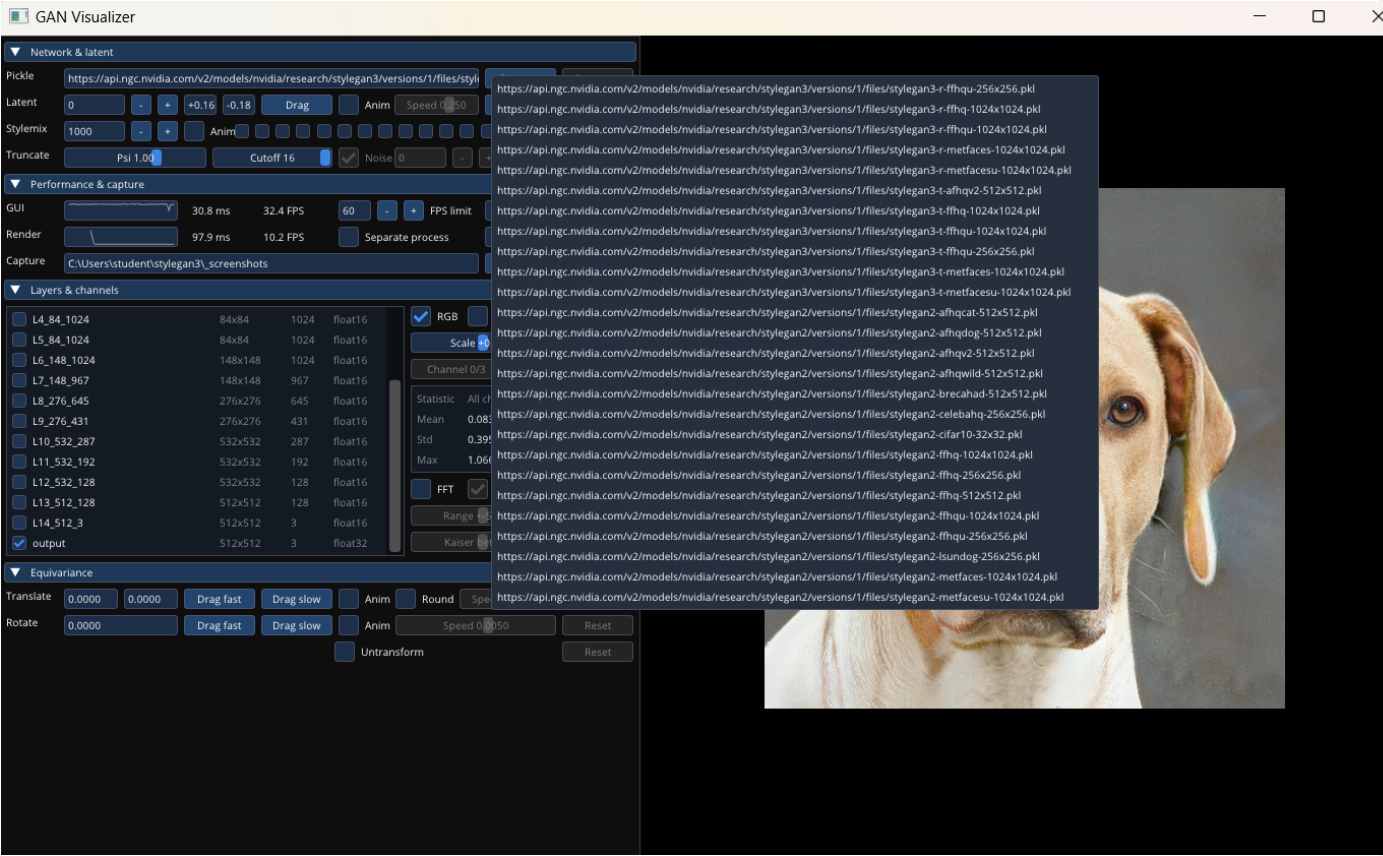 GAN Visualizer
Network & latent
Pickle https://api.ngc.nvidia.com/v2/models/nvidia/research/stylegan3/versions/1/files/styl
Latent 0 - + +0.16 -0.18 Drag Anim Speed 0.250
Stylemix 1000 - + Anim
Truncate Psi 1.00 Cutoff 16 Noise 0 - +
Performance & capture
GUI 30.8 ms 32.4 FPS 60 - + FPS limit
Render 97.9 ms 10.2 FPS Separate process
Capture C:\Users\student\stylegan3\_screenshots
Layers & channels
L4_84_1024 84x84 1024 float16
L5_84_1024 84x84 1024 float16
L6_148_1024 148x148 1024 float16
L7_148_967 148x148 967 float16
L8_276_645 276x276 645 float16
L9_276_431 276x276 431 float16
L10_532_287 532x532 287 float16
L11_532_192 532x532 192 float16
L12_532_128 532x532 128 float16
L13_512_128 512x512 128 float16
L14_512_3 512x512 3 float16
output 512x512 3 float32
RGB
Scale +0
Channel 0/3
Statistic All ch
Mean 0.083
Std 0.395
Max 1.066
FFT
Range
Kaiser
Equivariance
Translate 0.0000 0.0000 Drag fast Drag slow Anim Round Spe
Rotate 0.0000 Drag fast Drag slow Anim Speed 0.0050 Reset
Untransform Reset
https://api.ngc.nvidia.com/v2/models/nvidia/research/stylegan3/versions/1/files/stylegan3-r-ffhqu-256x256.pkl
https://api.ngc.nvidia.com/v2/models/nvidia/research/stylegan3/versions/1/files/stylegan3-r-ffhq-1024x1024.pkl
https://api.ngc.nvidia.com/v2/models/nvidia/research/stylegan3/versions/1/files/stylegan3-r-ffhqu-1024x1024.pkl
https://api.ngc.nvidia.com/v2/models/nvidia/research/stylegan3/versions/1/files/stylegan3-r-metfaces-1024x1024.pkl
https://api.ngc.nvidia.com/v2/models/nvidia/research/stylegan3/versions/1/files/stylegan3-r-metfacesu-1024x1024.pkl
https://api.ngc.nvidia.com/v2/models/nvidia/research/stylegan3/versions/1/files/stylegan3-t-afhqv2-512x512.pkl
https://api.ngc.nvidia.com/v2/models/nvidia/research/stylegan3/versions/1/files/stylegan3-t-ffhq-1024x1024.pkl
https://api.ngc.nvidia.com/v2/models/nvidia/research/stylegan3/versions/1/files/stylegan3-t-ffhqu-1024x1024.pkl
https://api.ngc.nvidia.com/v2/models/nvidia/research/stylegan3/versions/1/files/stylegan3-t-ffhqu-256x256.pkl
https://api.ngc.nvidia.com/v2/models/nvidia/research/stylegan3/versions/1/files/stylegan3-t-metfaces-1024x1024.pkl
https://api.ngc.nvidia.com/v2/models/nvidia/research/stylegan3/versions/1/files/stylegan3-t-metfacesu-1024x1024.pkl
https://api.ngc.nvidia.com/v2/models/nvidia/research/stylegan2/versions/1/files/stylegan2-afhqcat-512x512.pkl
https://api.ngc.nvidia.com/v2/models/nvidia/research/stylegan2/versions/1/files/stylegan2-afhqdog-512x512.pkl
https://api.ngc.nvidia.com/v2/models/nvidia/research/stylegan2/versions/1/files/stylegan2-afhqv2-512x512.pkl
https://api.ngc.nvidia.com/v2/models/nvidia/research/stylegan2/versions/1/files/stylegan2-afhqwild-512x512.pkl
https://api.ngc.nvidia.com/v2/models/nvidia/research/stylegan2/versions/1/files/stylegan2-brecahad-512x512.pkl
https://api.ngc.nvidia.com/v2/models/nvidia/research/stylegan2/versions/1/files/stylegan2-celebahq-256x256.pkl
https://api.ngc.nvidia.com/v2/models/nvidia/research/stylegan2/versions/1/files/stylegan2-cifar10-32x32.pkl
https://api.ngc.nvidia.com/v2/models/nvidia/research/stylegan2/versions/1/files/stylegan2-ffhq-1024x1024.pkl
https://api.ngc.nvidia.com/v2/models/nvidia/research/stylegan2/versions/1/files/stylegan2-ffhq-256x256.pkl
https://api.ngc.nvidia.com/v2/models/nvidia/research/stylegan2/versions/1/files/stylegan2-ffhq-512x512.pkl
https://api.ngc.nvidia.com/v2/models/nvidia/research/stylegan2/versions/1/files/stylegan2-ffhqu-1024x1024.pkl
https://api.ngc.nvidia.com/v2/models/nvidia/research/stylegan2/versions/1/files/stylegan2-ffhqu-256x256.pkl
https://api.ngc.nvidia.com/v2/models/nvidia/research/stylegan2/versions/1/files/stylegan2-lsundog-256x256.pkl
https://api.ngc.nvidia.com/v2/models/nvidia/research/stylegan2/versions/1/files/stylegan2-metfaces-1024x1024.pkl
https://api.ngc.nvidia.com/v2/models/nvidia/research/stylegan2/versions/1/files/stylegan2-metfacesu-1024x1024.pkl